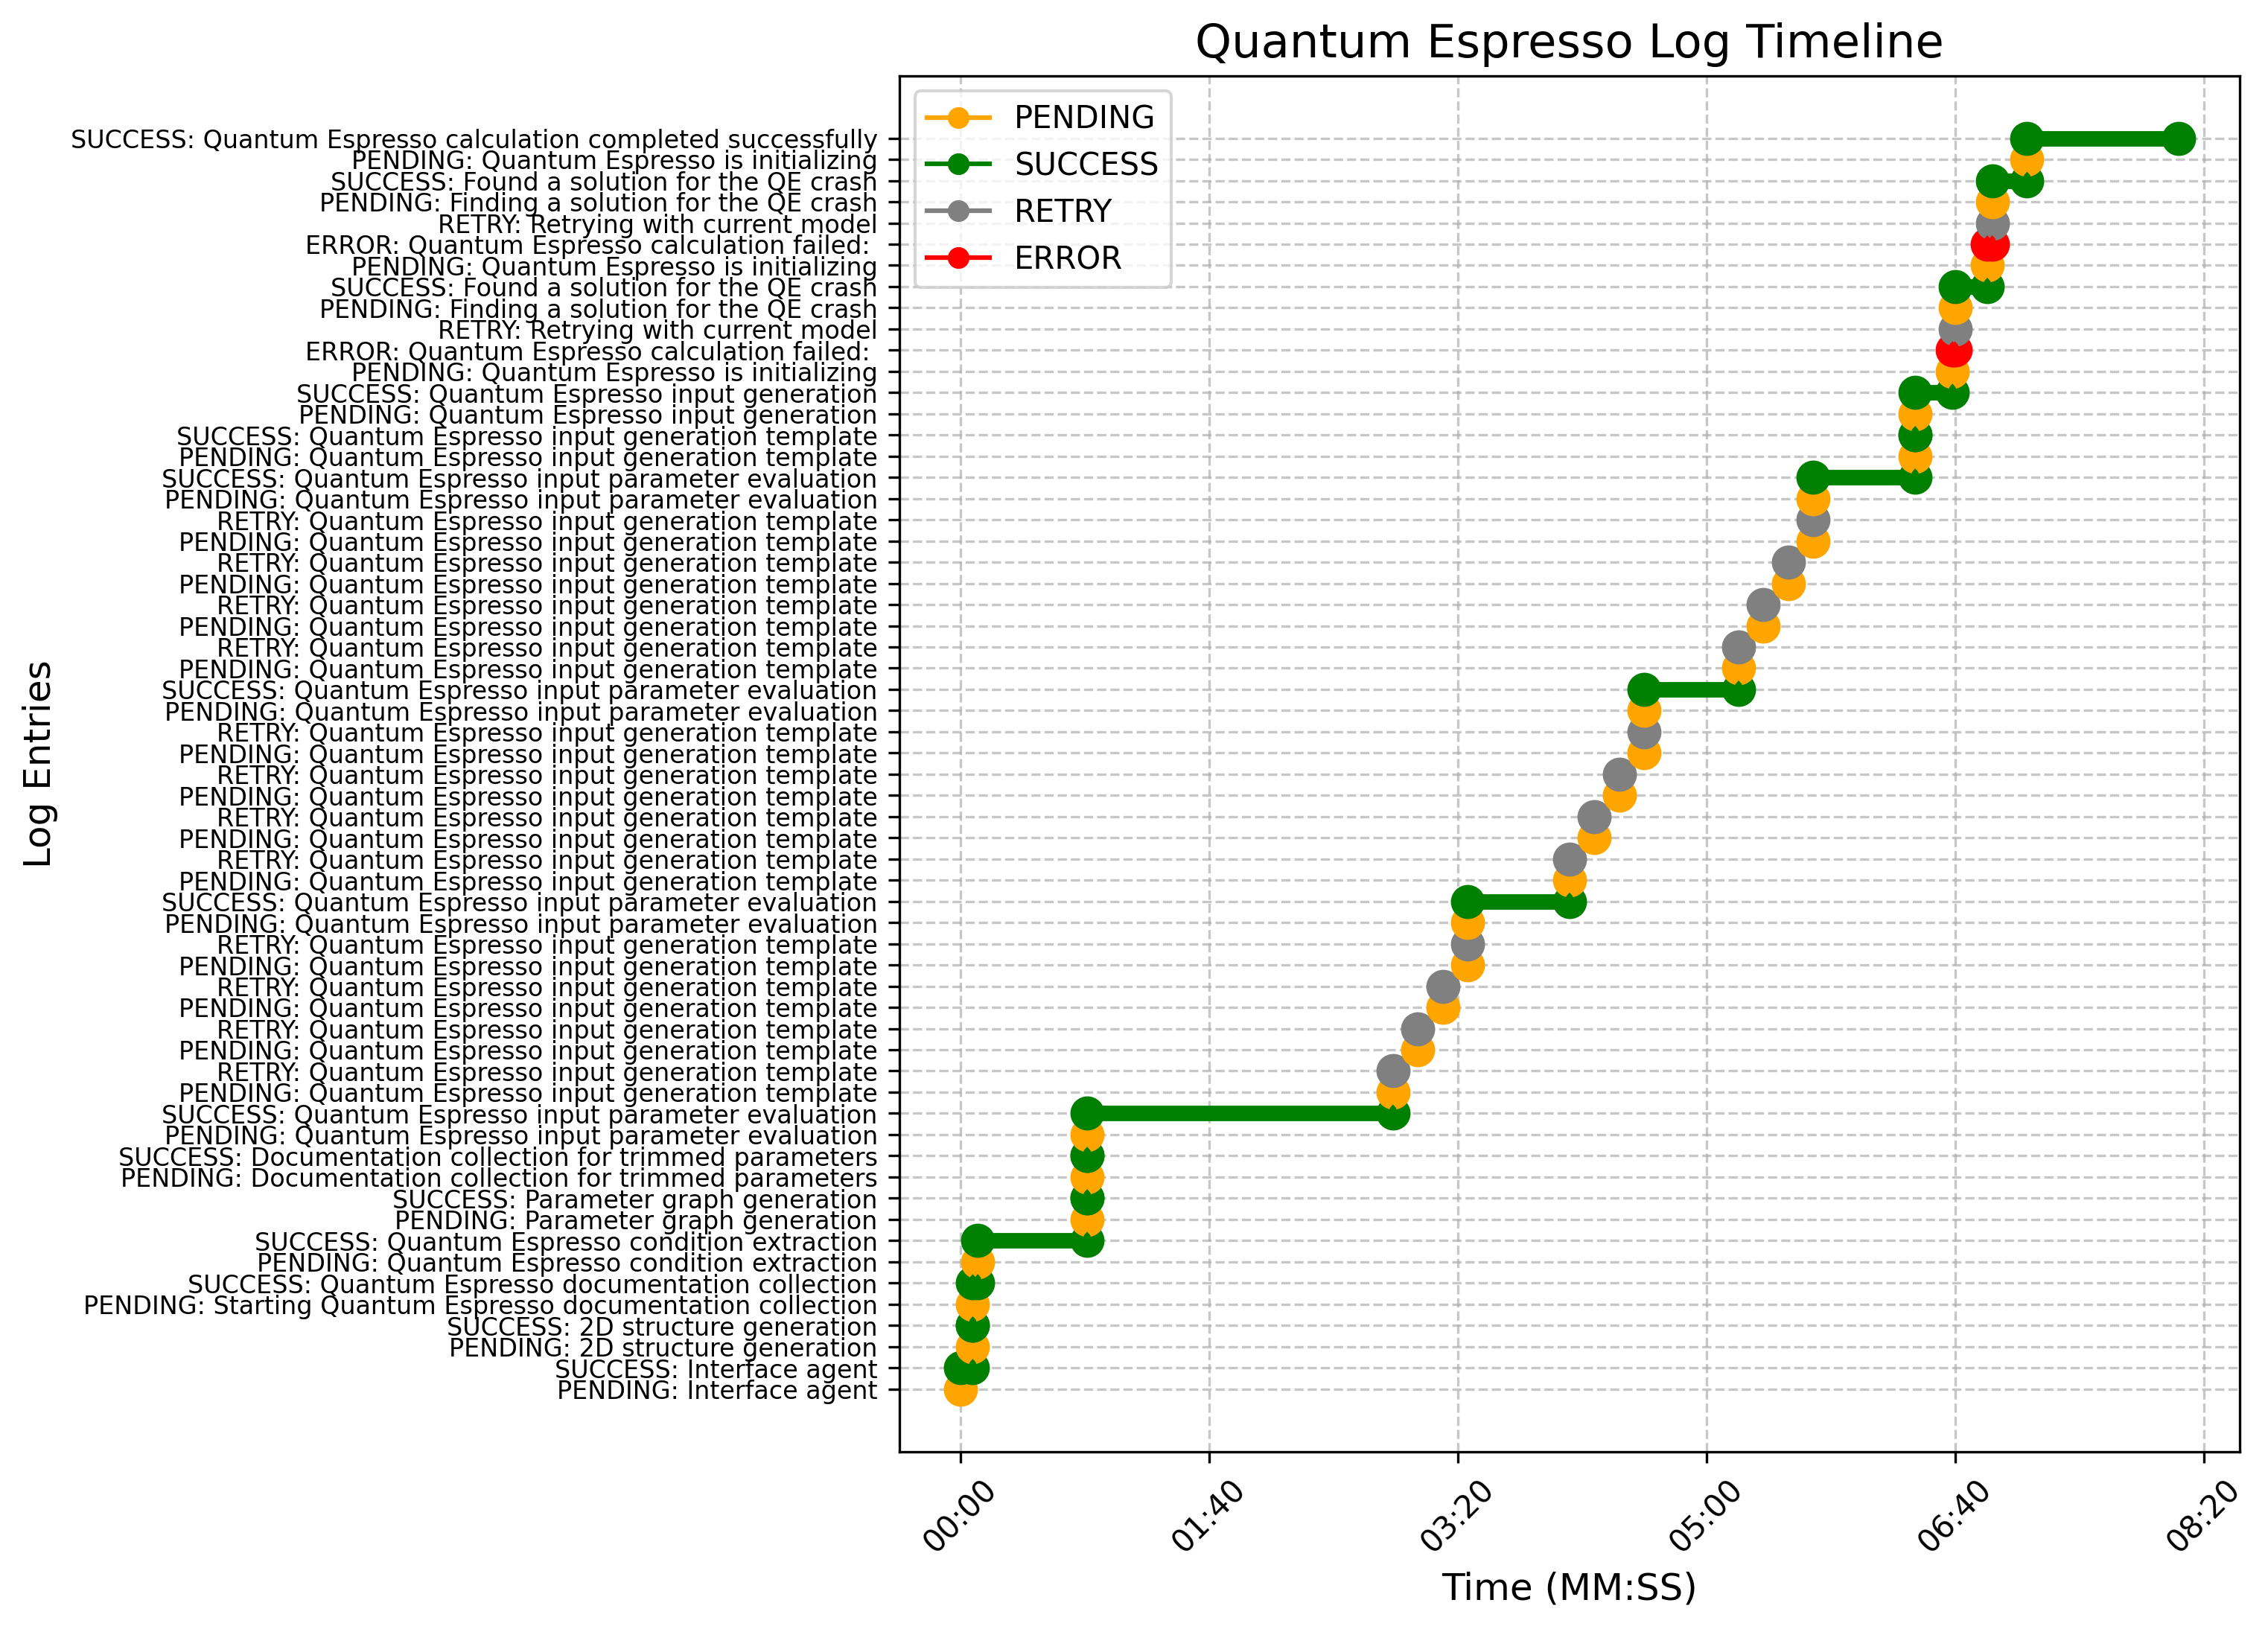 Quantum Espresso Log Timeline
PENDING
SUCCESS
RETRY
ERROR
SUCCESS: Quantum Espresso calculation completed successfully
PENDING: Quantum Espresso is initializing
SUCCESS: Found a solution for the QE crash
PENDING: Finding a solution for the QE crash
RETRY: Retrying with current model
ERROR: Quantum Espresso calculation failed:
PENDING: Quantum Espresso is initializing
SUCCESS: Found a solution for the QE crash
PENDING: Finding a solution for the QE crash
RETRY: Retrying with current model
ERROR: Quantum Espresso calculation failed:
PENDING: Quantum Espresso is initializing
SUCCESS: Quantum Espresso input generation
PENDING: Quantum Espresso input generation
SUCCESS: Quantum Espresso input generation template
PENDING: Quantum Espresso input generation template
SUCCESS: Quantum Espresso input parameter evaluation
PENDING: Quantum Espresso input parameter evaluation
RETRY: Quantum Espresso input generation template
PENDING: Quantum Espresso input generation template
RETRY: Quantum Espresso input generation template
PENDING: Quantum Espresso input generation template
RETRY: Quantum Espresso input generation template
PENDING: Quantum Espresso input generation template
RETRY: Quantum Espresso input generation template
PENDING: Quantum Espresso input generation template
SUCCESS: Quantum Espresso input parameter evaluation
PENDING: Quantum Espresso input parameter evaluation
RETRY: Quantum Espresso input generation template
PENDING: Quantum Espresso input generation template
RETRY: Quantum Espresso input generation template
PENDING: Quantum Espresso input generation template
RETRY: Quantum Espresso input generation template
PENDING: Quantum Espresso input generation template
RETRY: Quantum Espresso input generation template
PENDING: Quantum Espresso input generation template
SUCCESS: Quantum Espresso input parameter evaluation
PENDING: Quantum Espresso input parameter evaluation
RETRY: Quantum Espresso input generation template
PENDING: Quantum Espresso input generation template
RETRY: Quantum Espresso input generation template
PENDING: Quantum Espresso input generation template
RETRY: Quantum Espresso input generation template
PENDING: Quantum Espresso input generation template
RETRY: Quantum Espresso input generation template
PENDING: Quantum Espresso input generation template
SUCCESS: Quantum Espresso input parameter evaluation
PENDING: Quantum Espresso input parameter evaluation
SUCCESS: Documentation collection for trimmed parameters
PENDING: Documentation collection for trimmed parameters
SUCCESS: Parameter graph generation
PENDING: Parameter graph generation
SUCCESS: Quantum Espresso condition extraction
PENDING: Quantum Espresso condition extraction
SUCCESS: Quantum Espresso documentation collection
PENDING: Starting Quantum Espresso documentation collection
SUCCESS: 2D structure generation
PENDING: 2D structure generation
SUCCESS: Interface agent
PENDING: Interface agent
Log Entries
00:00
01:40
03:20
05:00
06:40
08:20
Time (MM:SS)